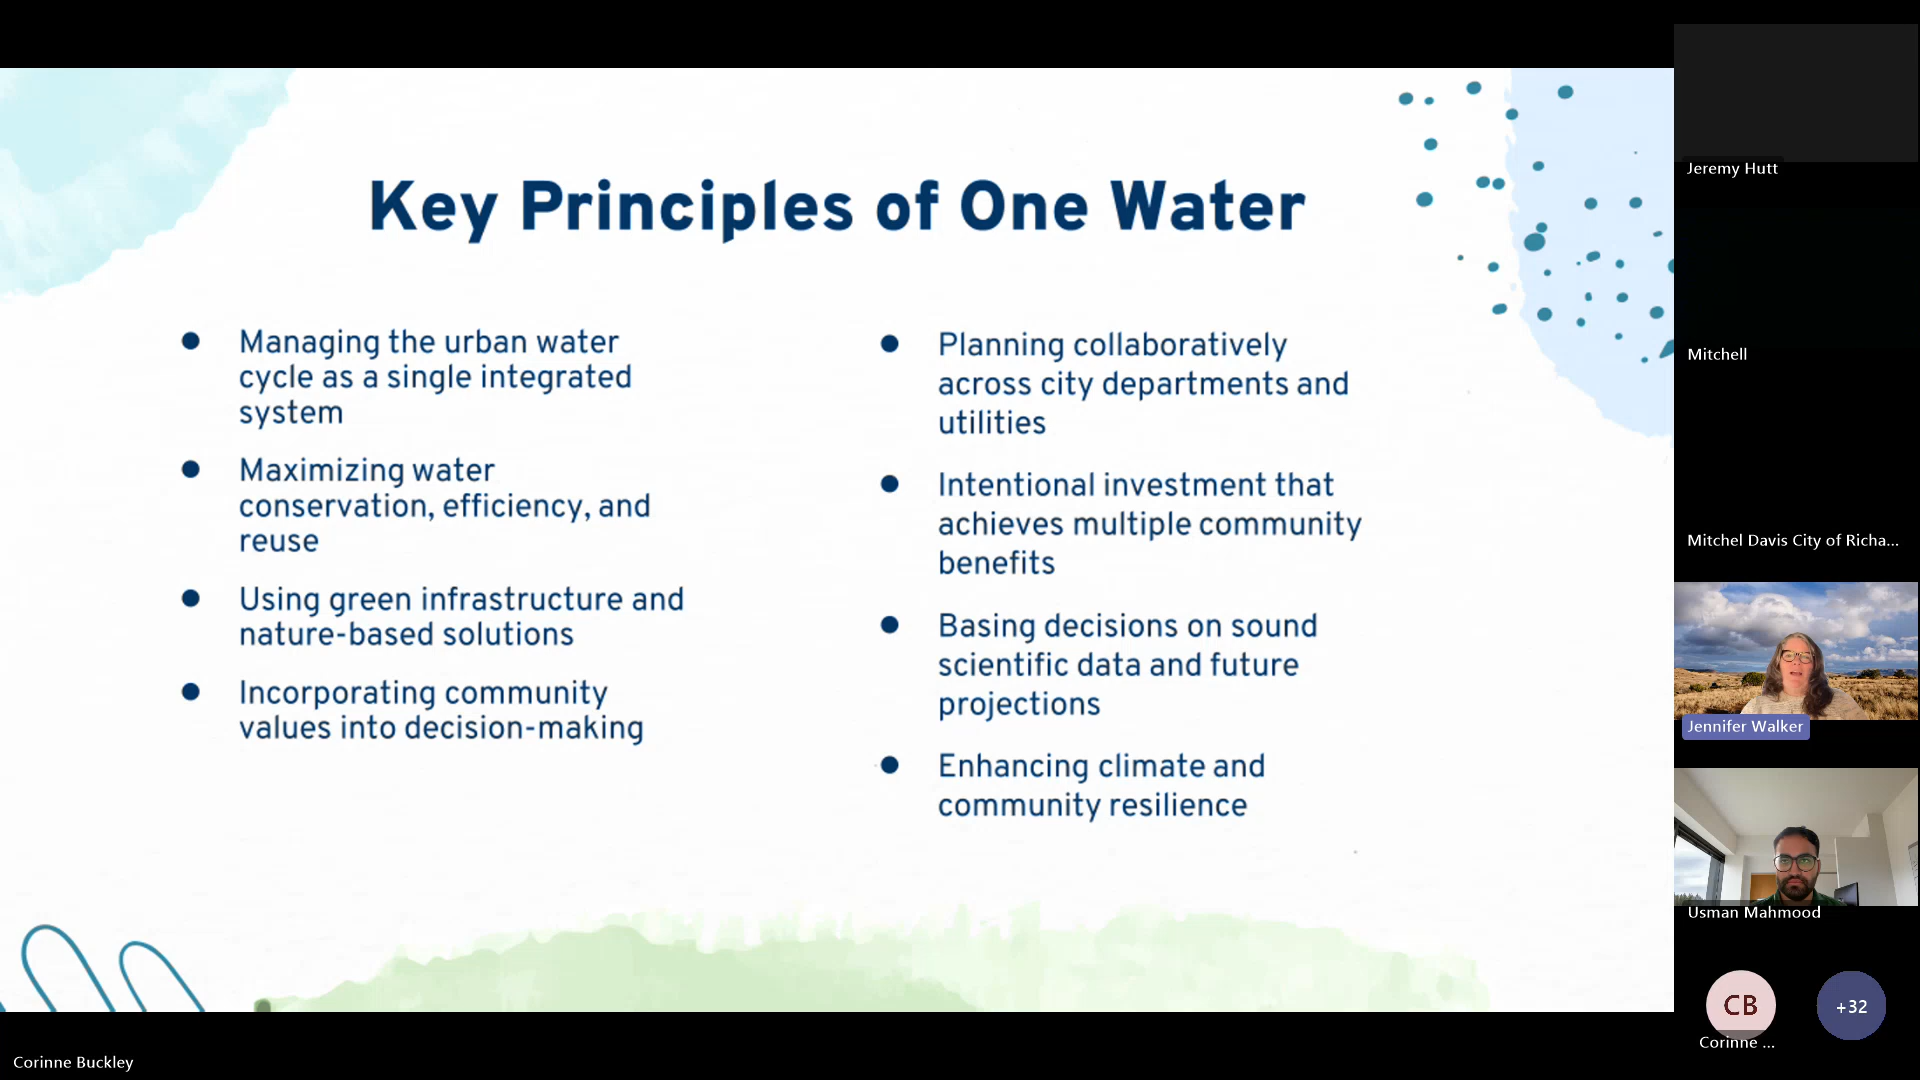 Key Principles of One Water
Managing the urban water
cycle as a single integrated
system
Maximizing water
conservation, efficiency, and
reuse
Using green infrastructure and
nature-based solutions
Incorporating community
values into decision-making
Planning collaboratively
across city departments and
utilities
Intentional investment that
achieves multiple community
benefits
Basing decisions on sound
scientific data and future
projections
Enhancing climate and
community resilience
Jeremy Hutt
Mitchell
Mitchel Davis City of Richa...
Jennifer Walker
Usman Mahmood
CB
+32
Corinne ...
Corinne Buckley